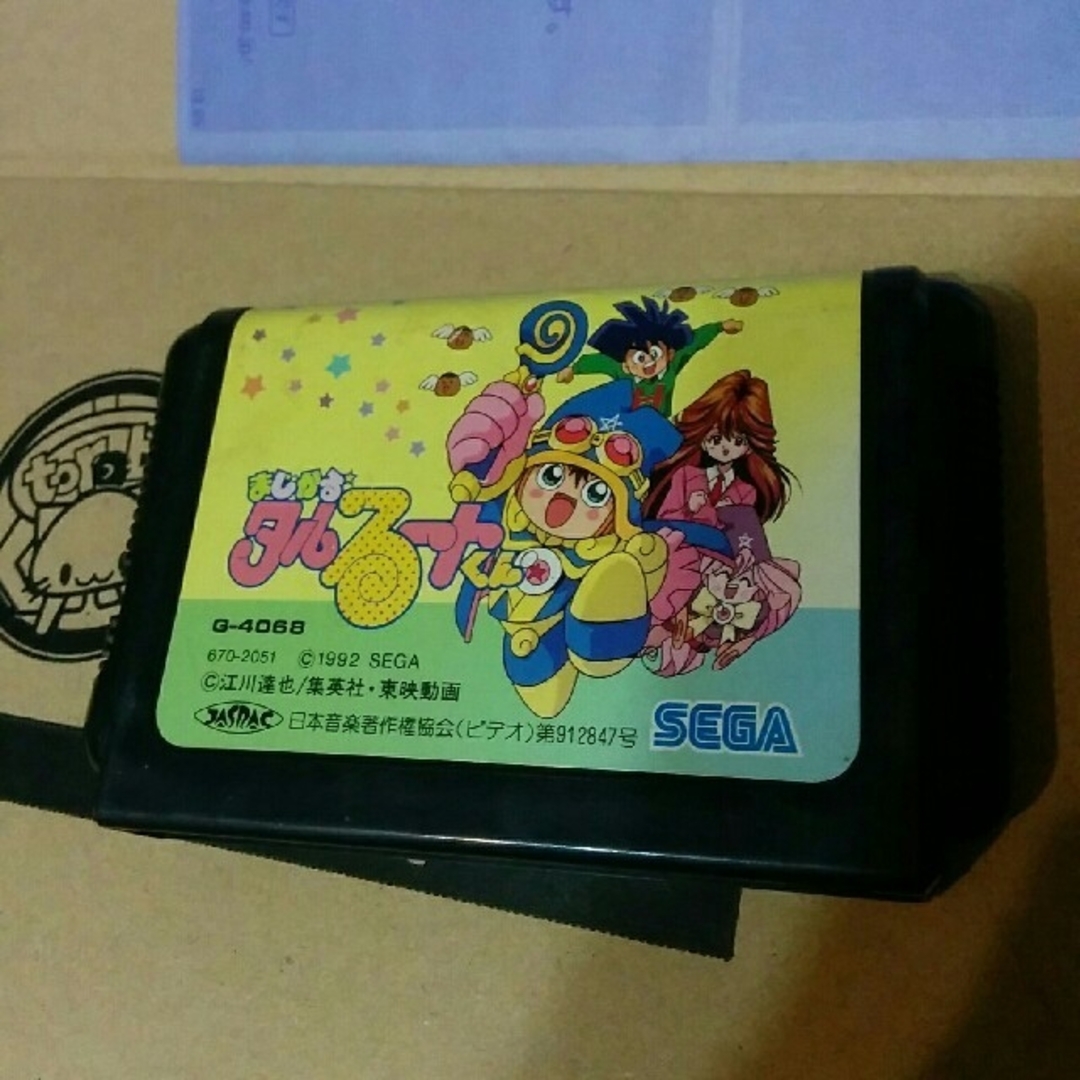 す。
tor
まじかる
タルるートくん
G-4068
670-2051 ©1992 SEGA
©江川達也/集英社・東映動画
JASRAC 日本音楽著作権協会(ビデオ)第912847号
SEGA